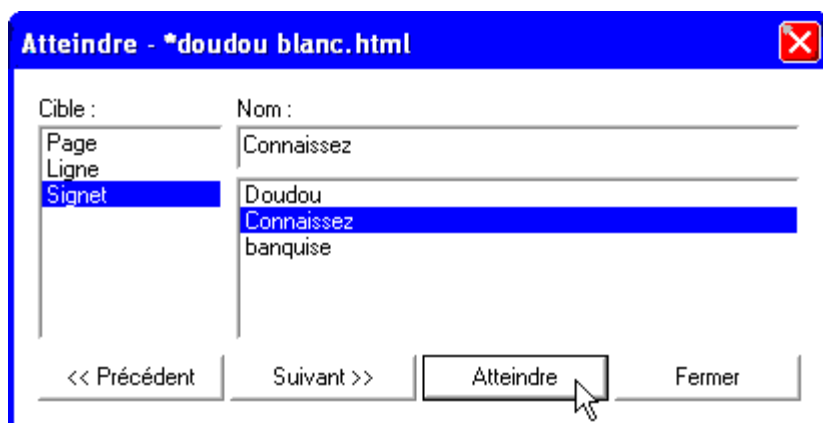 Atteindre - *doudou blanc.html
Cible :
Nom :
Page
Ligne
Signet
Connaissez
Doudou
Connaissez
banquise
<< Précédent
Suivant >>
Atteindre
Fermer